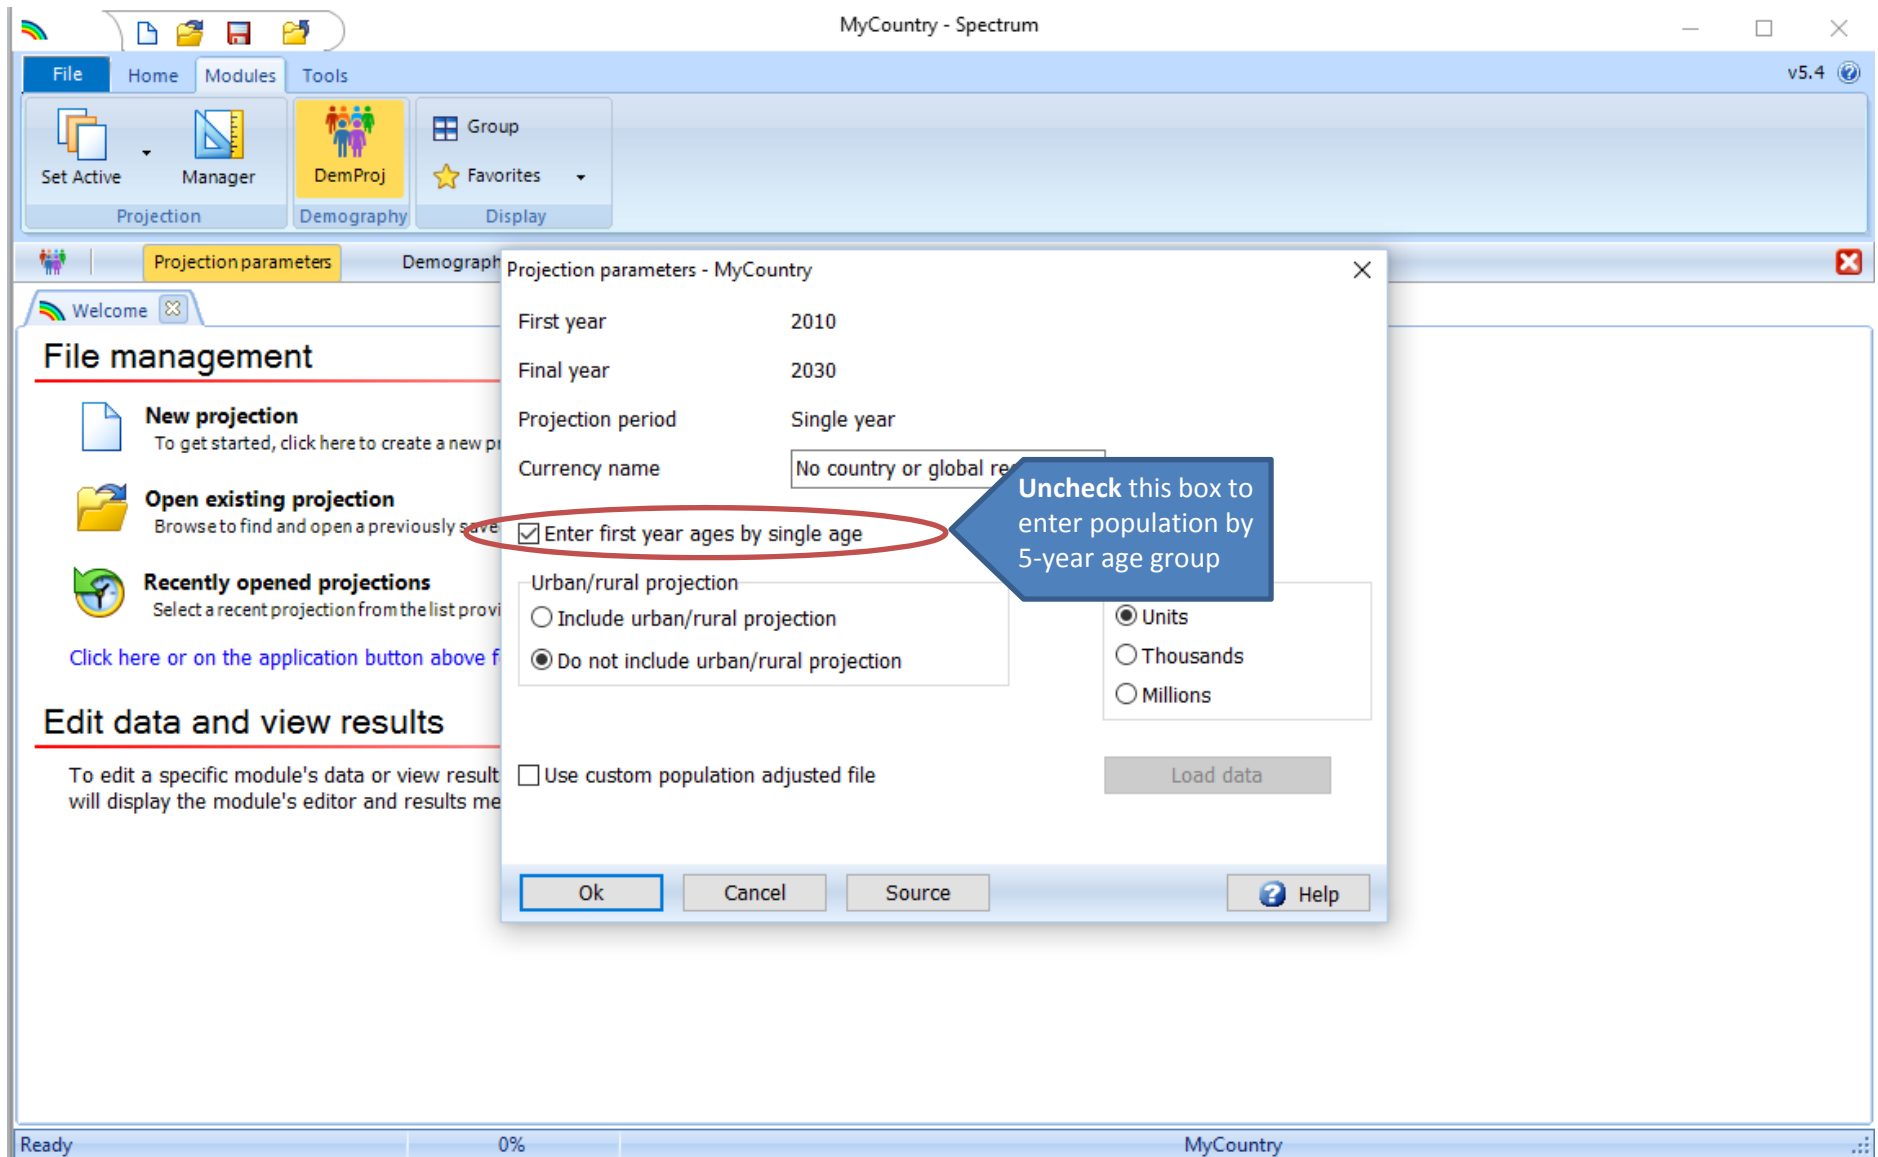 MyCountry - Spectrum
File Home Modules Tools
v5.4
Set Active
Manager
DemProj
Group
Favorites
Projection
Demography
Display
Projection parameters
Demograph
Welcome
File management
New projection
To get started, click here to create a new pr
Open existing projection
Browse to find and open a previously save
Recently opened projections
Select a recent projection from the list provi
Click here or on the application button above f
Edit data and view results
To edit a specific module's data or view result
will display the module's editor and results me
Projection parameters - MyCountry
First year 2010
Final year 2030
Projection period Single year
Currency name No country or global re
Enter first year ages by single age
Uncheck this box to
enter population by
5-year age group
Urban/rural projection
Include urban/rural projection
Do not include urban/rural projection
Units
Thousands
Millions
Use custom population adjusted file
Load data
Ok Cancel Source Help
Ready 0% MyCountry